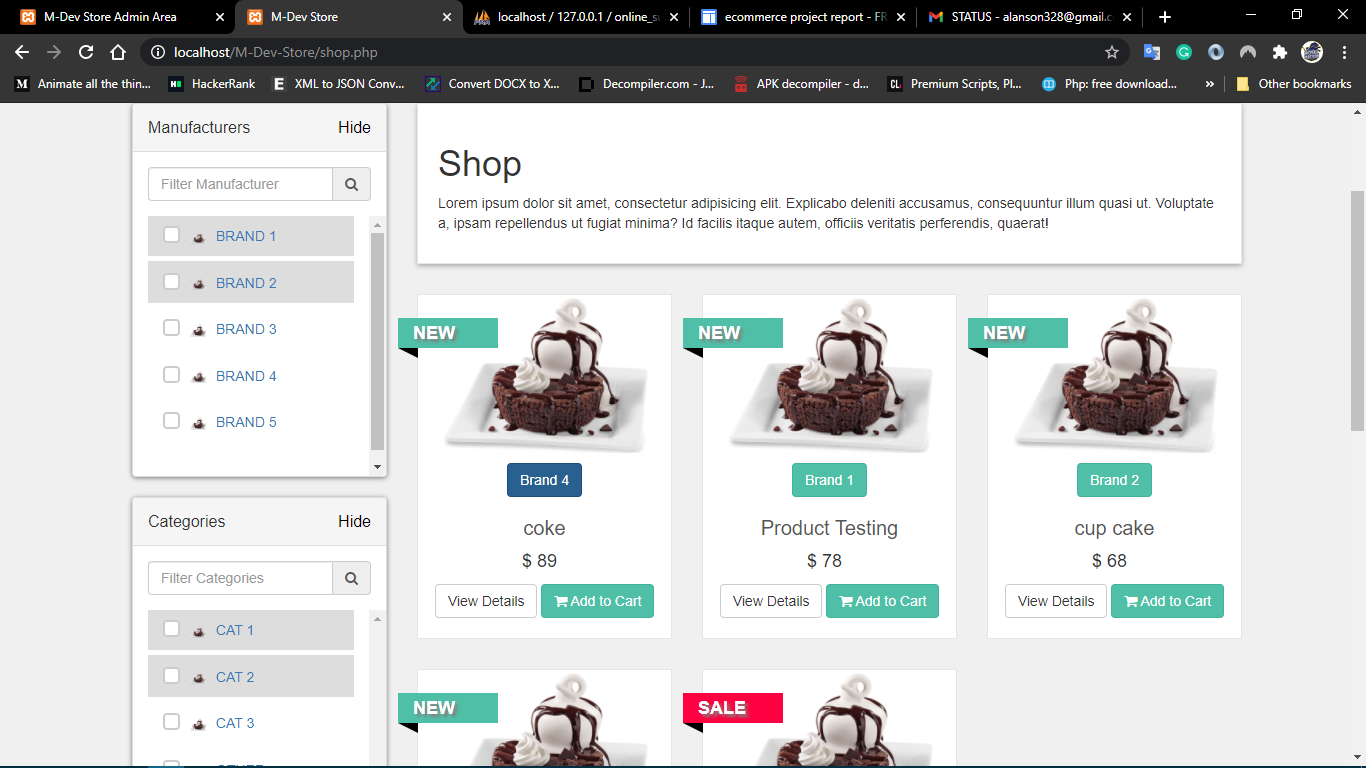 M-Dev Store Admin Area
M-Dev Store
localhost / 127.0.0.1 / online_su
ecommerce project report - FR
STATUS - alanson328@gmail.c
localhost/M-Dev-Store/shop.php
Animate all the thin...
HackerRank
XML to JSON Conv...
Convert DOCX to X...
Decompiler.com - J...
APK decompiler - d...
Premium Scripts, Pl...
Php: free download...
»
Other bookmarks
Manufacturers
Hide
Filter Manufacturer
BRAND 1
BRAND 2
BRAND 3
BRAND 4
BRAND 5
Categories
Hide
Filter Categories
CAT 1
CAT 2
CAT 3
Shop
Lorem ipsum dolor sit amet, consectetur adipisicing elit. Explicabo deleniti accusamus, consequuntur illum quasi ut. Voluptate
a, ipsam repellendus ut fugiat minima? Id facilis itaque autem, officiis veritatis perferendis, quaerat!
NEW
Brand 4
coke
$ 89
View Details
Add to Cart
NEW
Brand 1
Product Testing
$ 78
View Details
Add to Cart
NEW
Brand 2
cup cake
$ 68
View Details
Add to Cart
NEW
SALE